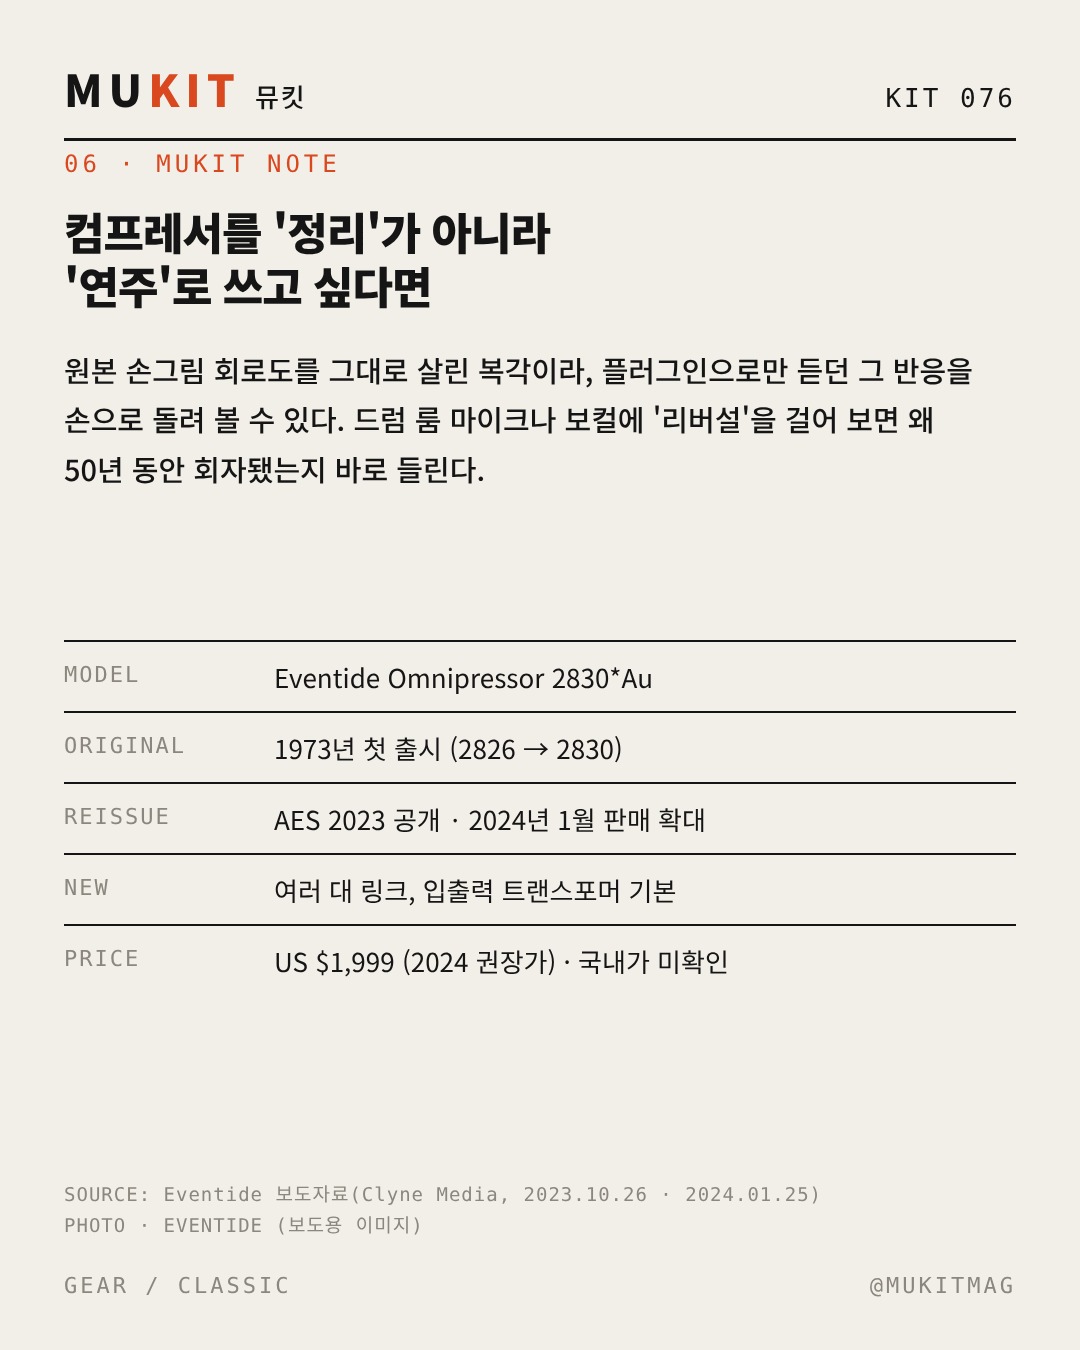 MUKIT 뮤킷
KIT 076
06 · MUKIT NOTE
컴프레서를 '정리'가 아니라
'연주'로 쓰고 싶다면
원본 손그림 회로도를 그대로 살린 복각이라, 플러그인으로만 듣던 그 반응을
손으로 돌려 볼 수 있다. 드럼 룸 마이크나 보컬에 '리버설'을 걸어 보면 왜
50년 동안 회자됐는지 바로 들린다.
MODEL Eventide Omnipressor 2830*Au
ORIGINAL 1973년 첫 출시 (2826 → 2830)
REISSUE AES 2023 공개 · 2024년 1월 판매 확대
NEW 여러 대 링크, 입출력 트랜스포머 기본
PRICE US $1,999 (2024 권장가) · 국내가 미확인
SOURCE: Eventide 보도자료(Clyne Media, 2023.10.26 · 2024.01.25)
PHOTO · EVENTIDE (보도용 이미지)
GEAR / CLASSIC
@MUKITMAG